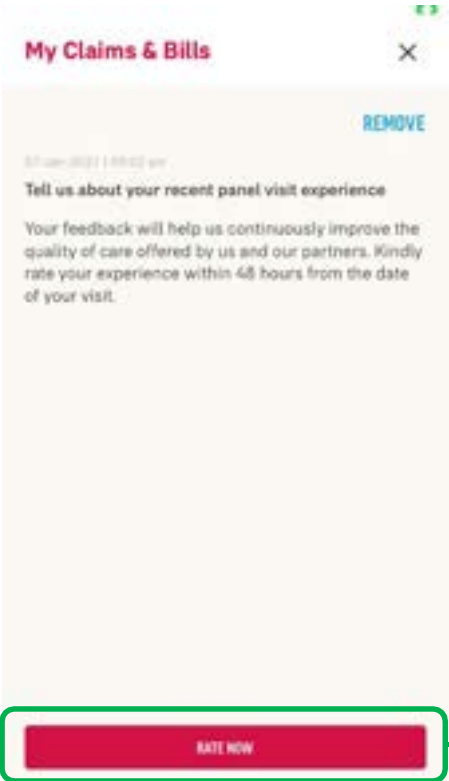 My Claims & Bills
REMOVE
Tell us about your recent panel visit experience
Your feedback will help us continuously improve the
quality of care offered by us and our partners. Kindly
rate your experience within 48 hours from the date
of your visit.
RATE NOW